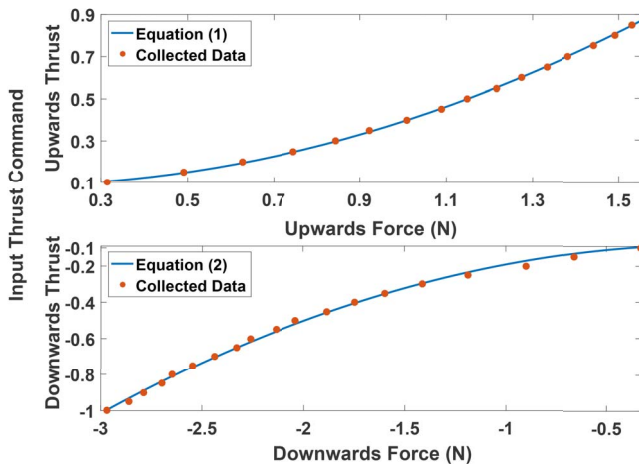 Input Thrust Command
Upwards Thrust
0.9
0.7
0.5
0.3
0.1
Equation (1)
Collected Data
0.3 0.5 0.7 0.9 1.1 1.3 1.5
Upwards Force (N)
Downwards Thrust
-0.1
-0.2
-0.4
-0.6
-0.8
-1
Equation (2)
Collected Data
-3 -2.5 -2 -1.5 -1 -0.5
Downwards Force (N)